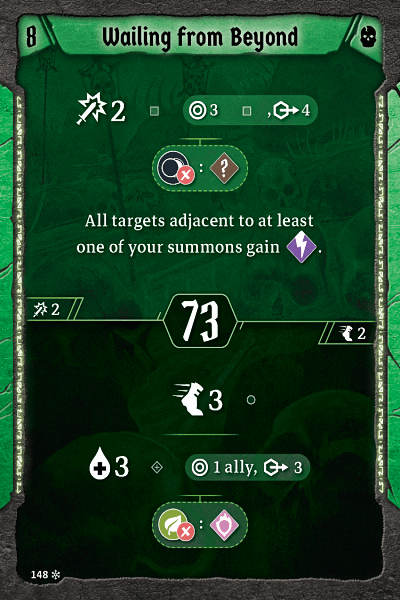 8 Wailing from Beyond
2 3 , 4
: ?
All targets adjacent to at least
one of your summons gain .
2 73 2
3
3 1 ally, 3
:
148